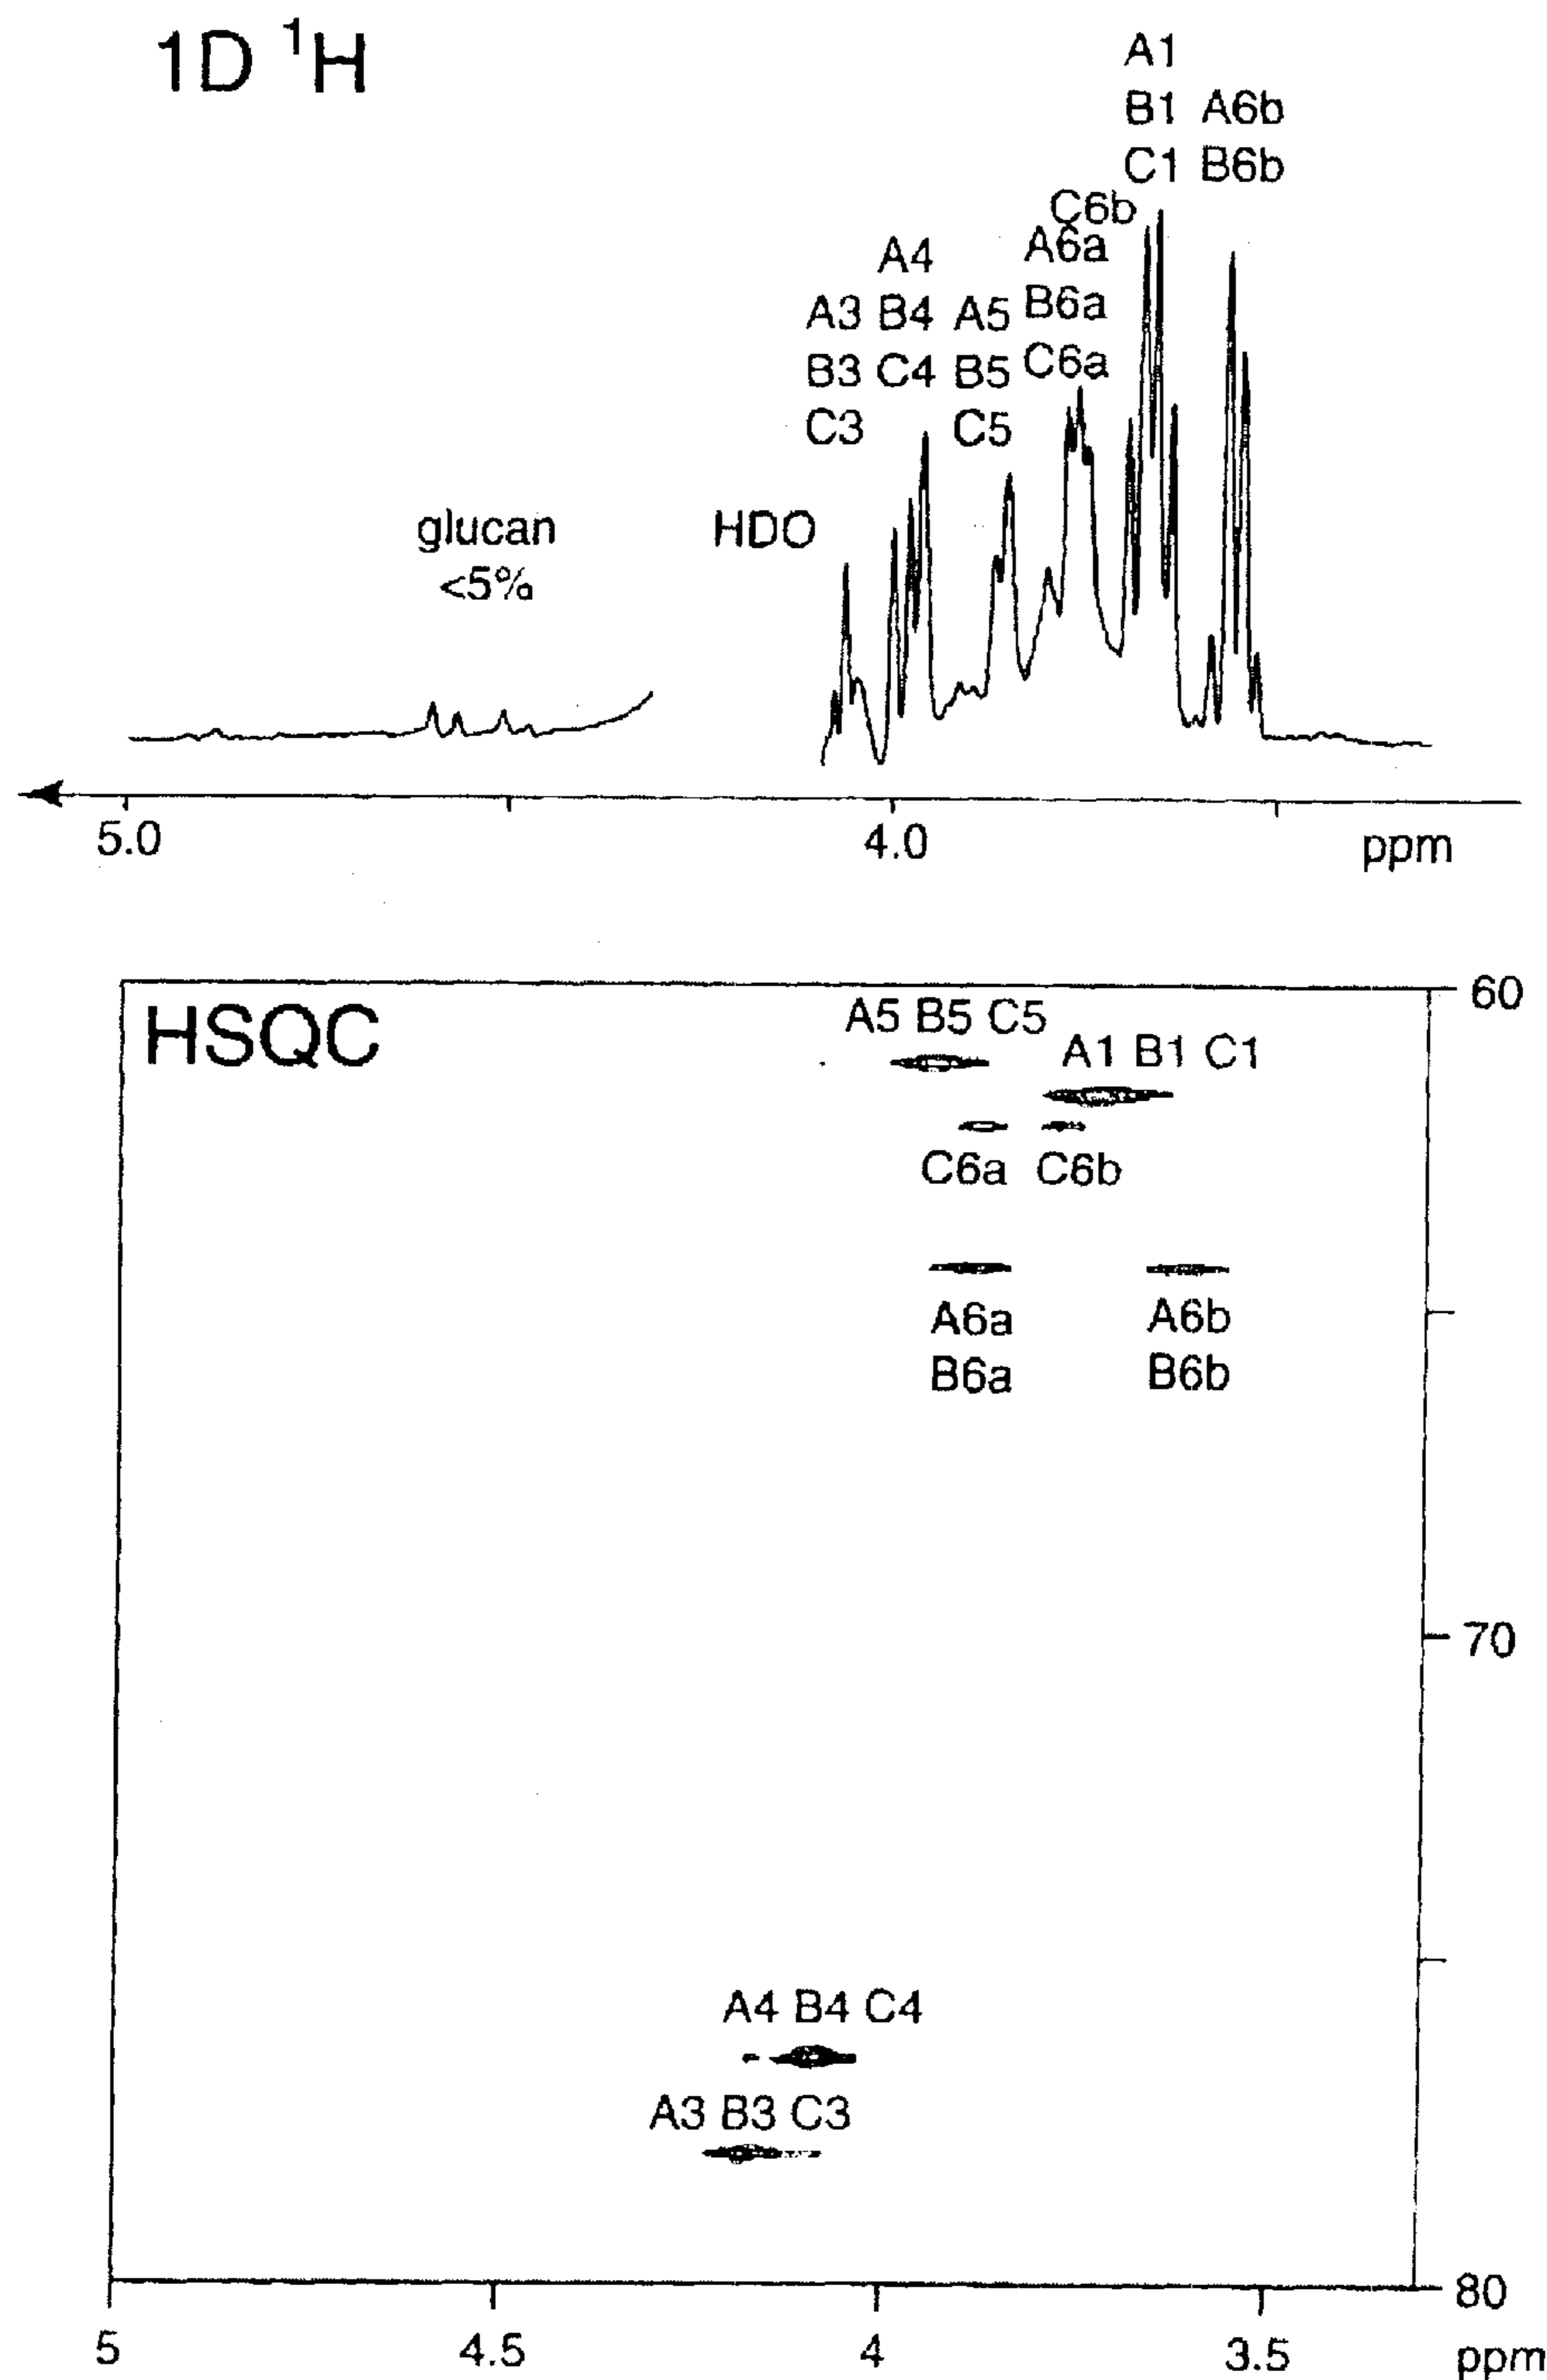 1D ¹H
A1
B1 A6b
C1 B6b
C6b
A4 A6a
A3 B4 A5 B6a
B3 C4 B5 C6a
C3 C5
glucan HDO
<5%
5.0 4.0 ppm
HSQC
60
A5 B5 C5
A1 B1 C1
C6a C6b
A6a A6b
B6a B6b
70
A4 B4 C4
A3 B3 C3
80
5 4.5 4 3.5 ppm